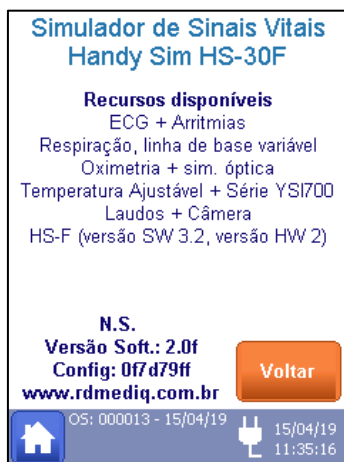 Simulador de Sinais Vitais
Handy Sim HS-30F
Recursos disponíveis
ECG + Arritmias
Respiração, linha de base variável
Oximetria + sim. óptica
Temperatura Ajustável + Série YSI700
Laudos + Câmera
HS-F (versão SW 3.2, versão HW 2)
N.S.
Versão Soft.: 2.0f
Config: 0f7d79ff
www.rdmediq.com.br
Voltar
OS: 000013 - 15/04/19
15/04/19
11:35:16